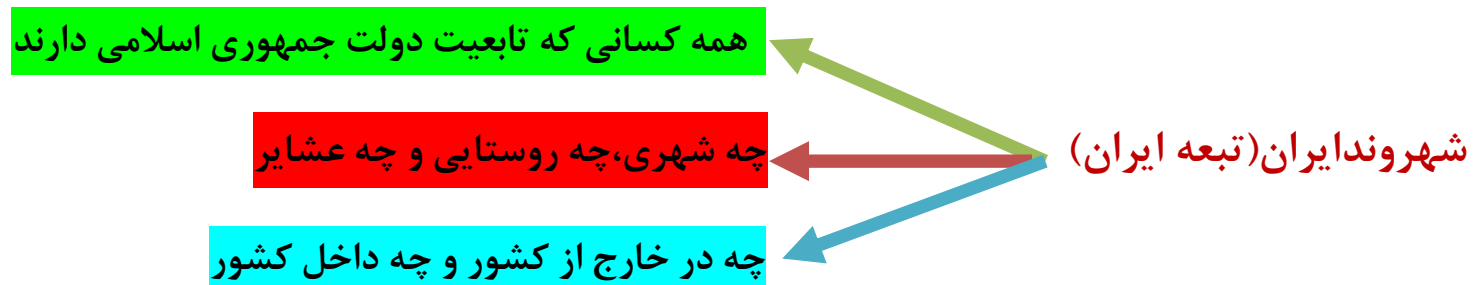 شهروندایران(تبعه ایران)
همه کسانی که تابعیت دولت جمهوری اسلامی دارند
چه شهری،چه روستایی و چه عشایر
چه در خارج از کشور و چه داخل کشور